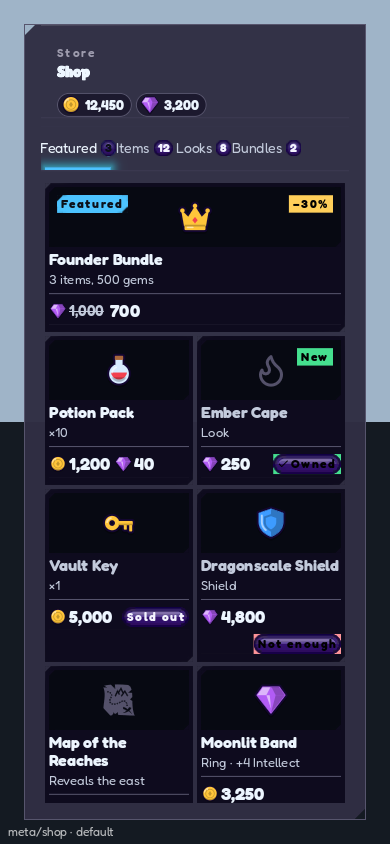 Store
Shop
12,450 3,200
Featured 3 Items 12 Looks 8 Bundles 2
Featured -30%
Founder Bundle
3 items, 500 gems
1,000 700
Potion Pack
×10
1,200 40
New
Ember Cape
Look
250 ✓ Owned
Vault Key
×1
5,000 Sold out
Dragonscale Shield
Shield
4,800
Not enough
Map of the
Reaches
Reveals the east
Moonlit Band
Ring · +4 Intellect
3,250
meta/shop · default